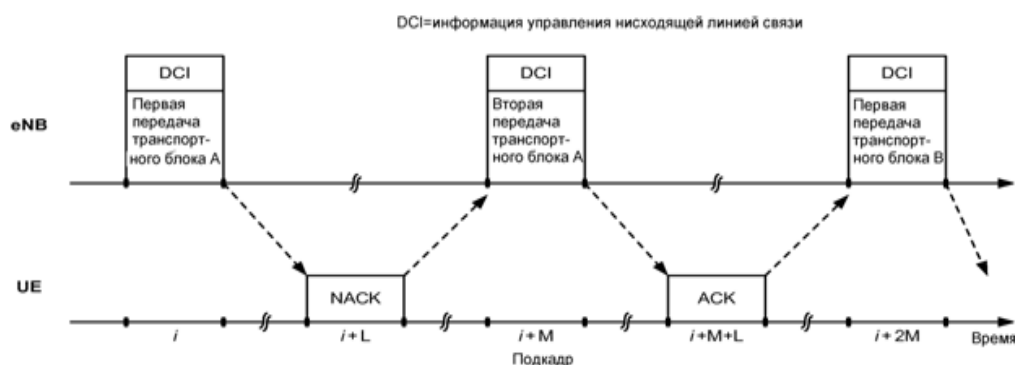 DCI=информация управления нисходящей линией связи
DCI
DCI
DCI
eNB
Первая
передача
транспорт-
ного блока А
Вторая
передача
транспорт-
ного блока А
Первая
передача
транспорт-
ного блока В
UE
NACK
ACK
i
i+L
i+M
i+M+L
i+2M
Время
Подкадр